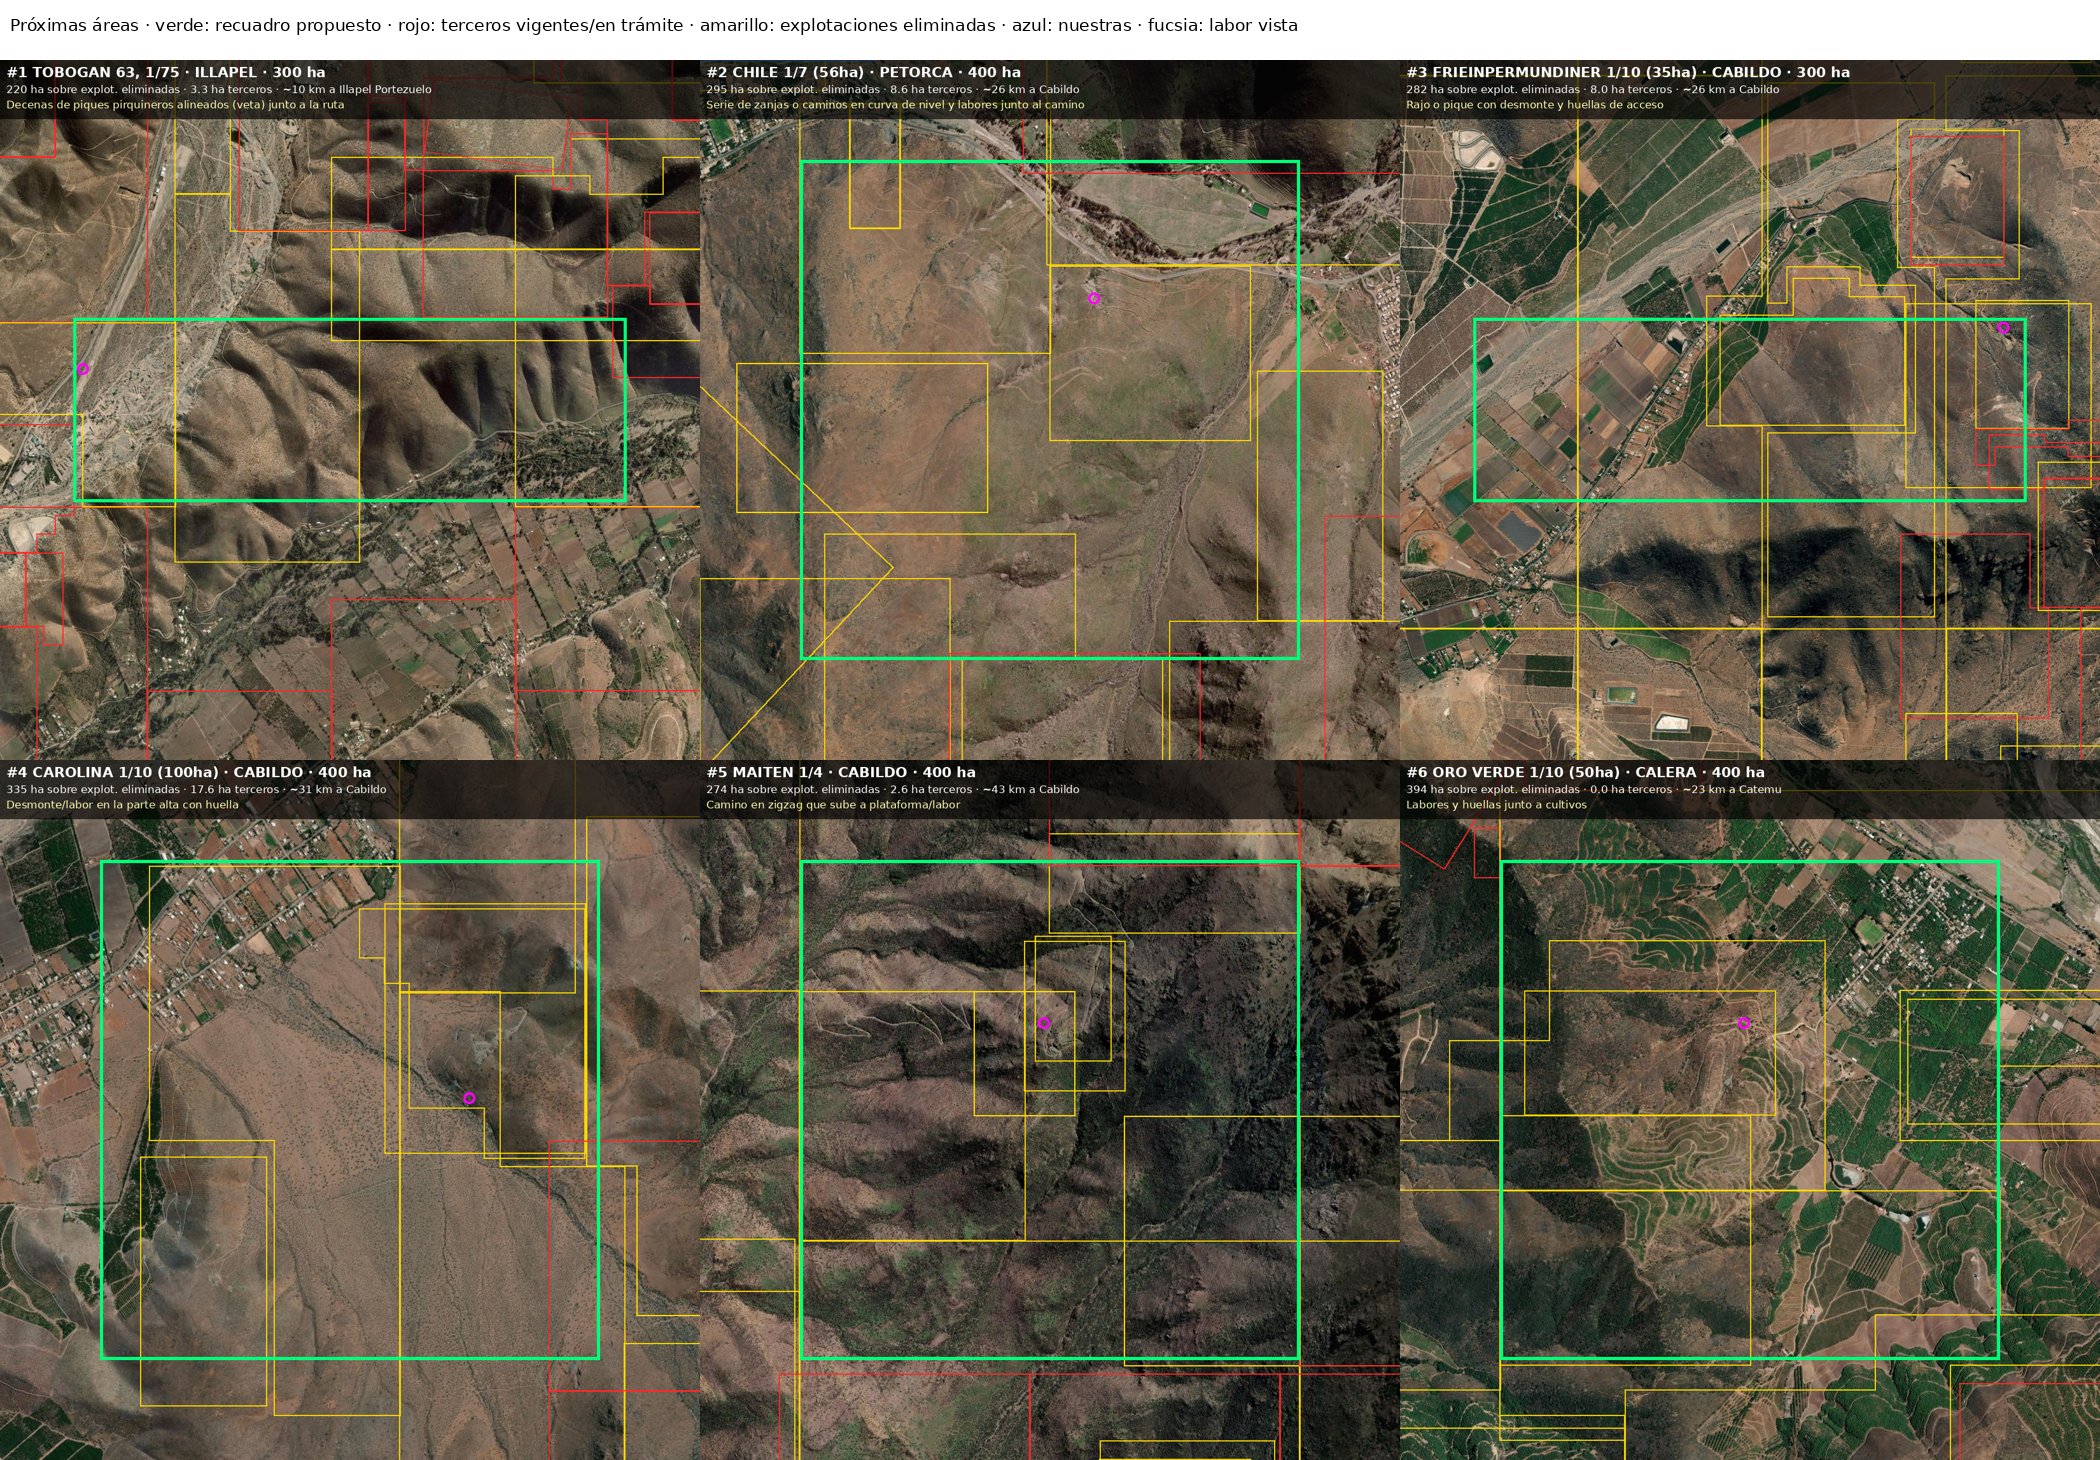 Próximas áreas · verde: recuadro propuesto · rojo: terceros vigentes/en trámite · amarillo: explotaciones eliminadas · azul: nuestras · fucsia: labor vista
#1 TOBOGAN 63, 1/75 · ILLAPEL · 300 ha
220 ha sobre explot. eliminadas · 3.3 ha terceros · ~10 km a Illapel Portezuelo
Decenas de piques pirquineros alineados (veta) junto a la ruta
#2 CHILE 1/7 (56ha) · PETORCA · 400 ha
295 ha sobre explot. eliminadas · 8.6 ha terceros · ~26 km a Cabildo
Serie de zanjas o caminos en curva de nivel y labores junto al camino
#3 FRIEINPERMUNDINER 1/10 (35ha) · CABILDO · 300 ha
282 ha sobre explot. eliminadas · 8.0 ha terceros · ~26 km a Cabildo
Rajo o pique con desmonte y huellas de acceso
#4 CAROLINA 1/10 (100ha) · CABILDO · 400 ha
335 ha sobre explot. eliminadas · 17.6 ha terceros · ~31 km a Cabildo
Desmonte/labor en la parte alta con huella
#5 MAITEN 1/4 · CABILDO · 400 ha
274 ha sobre explot. eliminadas · 2.6 ha terceros · ~43 km a Cabildo
Camino en zigzag que sube a plataforma/labor
#6 ORO VERDE 1/10 (50ha) · CALERA · 400 ha
394 ha sobre explot. eliminadas · 0.0 ha terceros · ~23 km a Catemu
Labores y huellas junto a cultivos